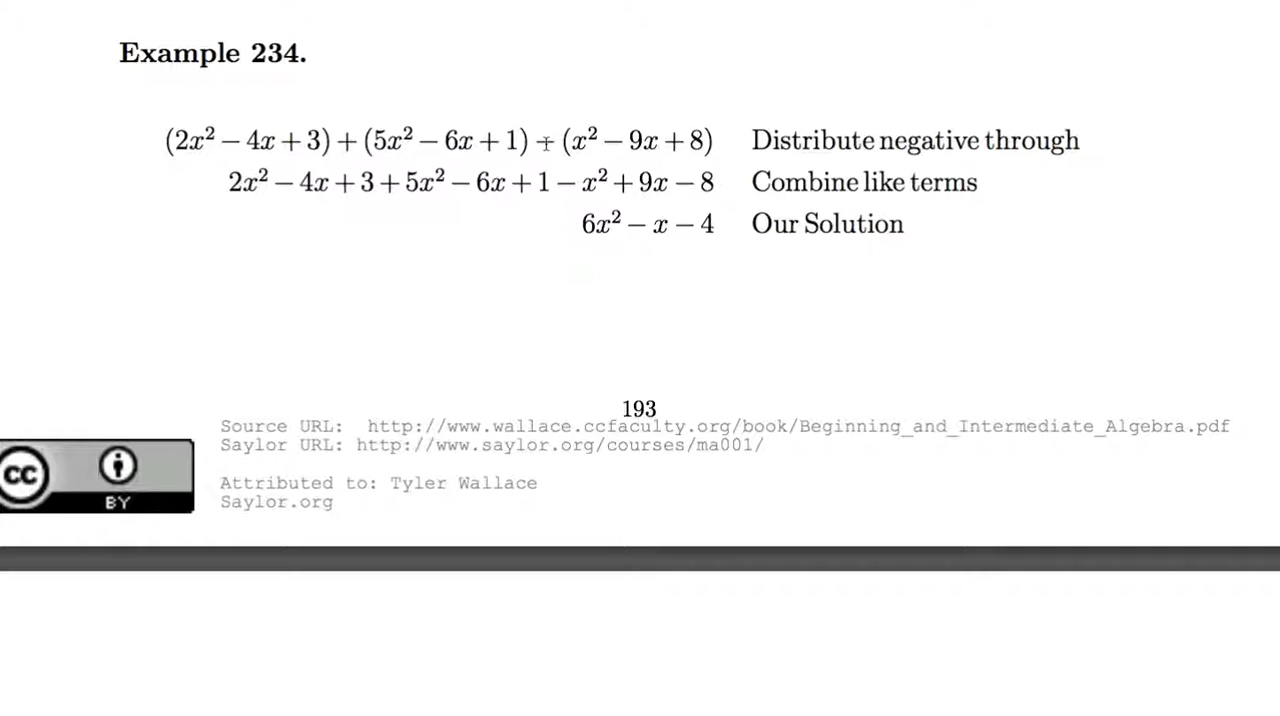 Example 234.
(2x² − 4x + 3) + (5x² − 6x + 1) − (x² − 9x + 8) Distribute negative through
2x² − 4x + 3 + 5x² − 6x + 1 − x² + 9x − 8 Combine like terms
6x² − x − 4 Our Solution
193
Source URL: http://www.wallace.ccfaculty.org/book/Beginning_and_Intermediate_Algebra.pdf
Saylor URL: http://www.saylor.org/courses/ma001/
Attributed to: Tyler Wallace
Saylor.org
cc
BY